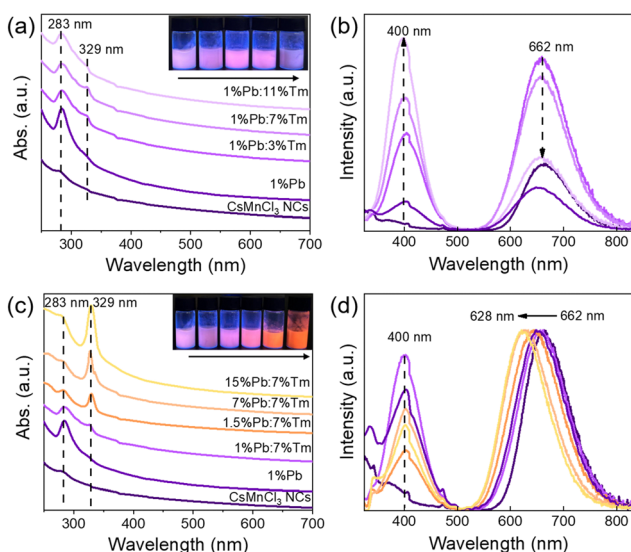 (a)
283 nm
329 nm
1%Pb:11%Tm
1%Pb:7%Tm
1%Pb:3%Tm
1%Pb
CsMnCl₃ NCs
Abs. (a.u.)
300 400 500 600 700
Wavelength (nm)
(b)
400 nm
662 nm
Intensity (a.u.)
400 500 600 700 800
Wavelength (nm)
(c)
283 nm 329 nm
15%Pb:7%Tm
7%Pb:7%Tm
1.5%Pb:7%Tm
1%Pb:7%Tm
1%Pb
CsMnCl₃ NCs
Abs. (a.u.)
300 400 500 600 700
Wavelength (nm)
(d)
628 nm 662 nm
400 nm
Intensity (a.u.)
400 500 600 700 800
Wavelength (nm)